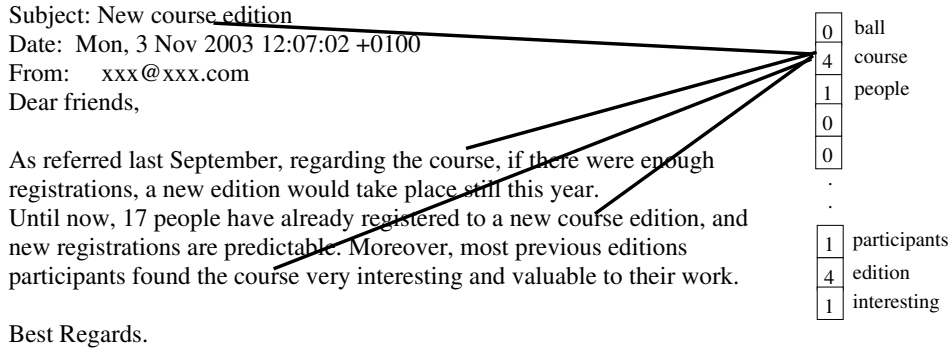 Subject: New course edition
Date: Mon, 3 Nov 2003 12:07:02 +0100
From: xxx@xxx.com
Dear friends,
As referred last September, regarding the course, if there were enough
registrations, a new edition would take place still this year.
Until now, 17 people have already registered to a new course edition, and
new registrations are predictable. Moreover, most previous editions
participants found the course very interesting and valuable to their work.
Best Regards.
0 ball
4 course
1 people
0
0
.
.
1 participants
4 edition
1 interesting